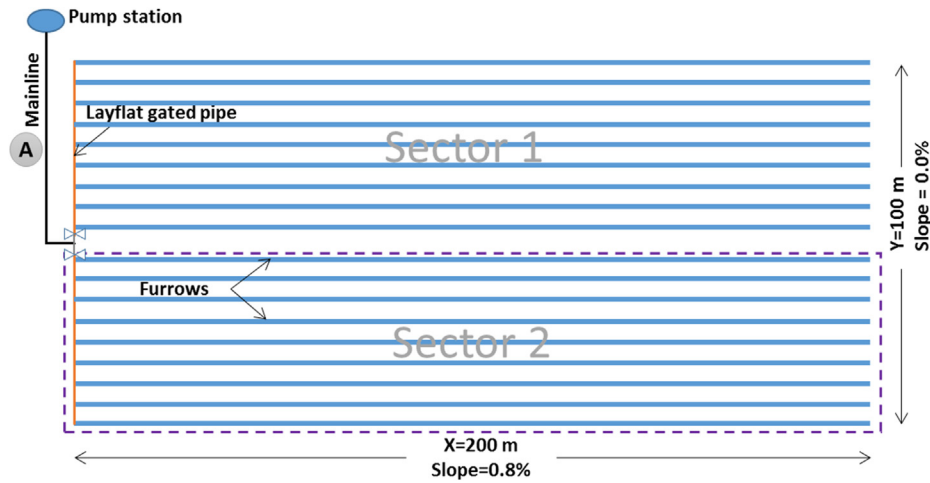 Pump station
Mainline
Layflat gated pipe
A
Sector 1
Y=100 m
Slope = 0.0%
Furrows
Sector 2
X=200 m
Slope=0.8%